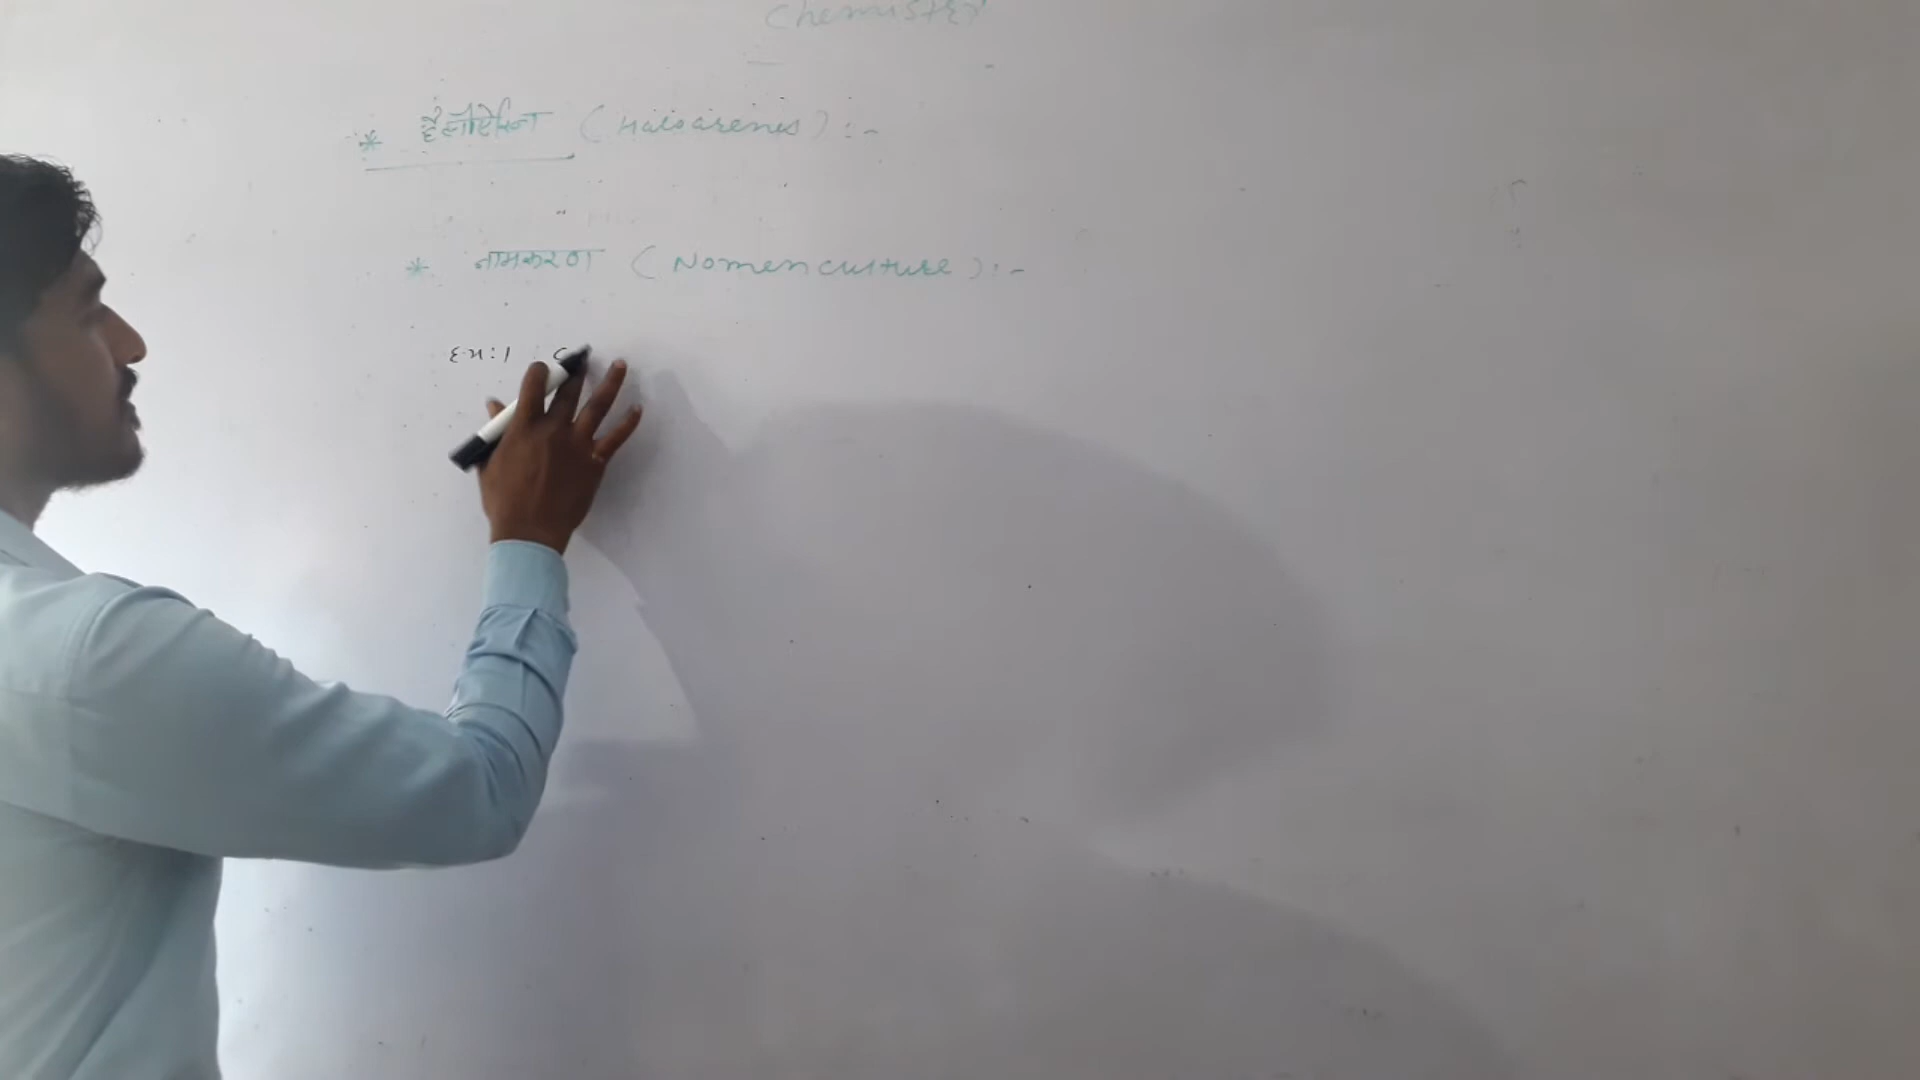 Chemistry
* हैलोऐरिन (Haloarenes) :-
* नामकरण (Nomenculture) :-
Ex:1 C